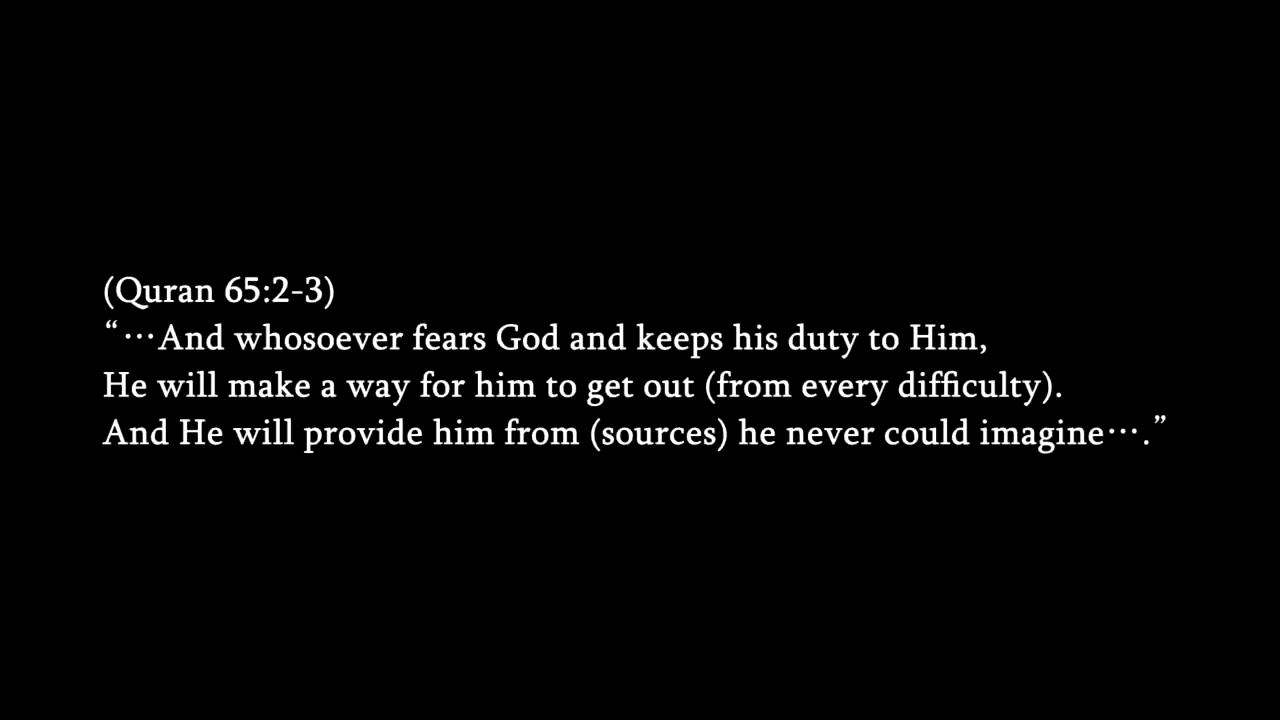 (Quran 65:2-3)
“⋯And whosoever fears God and keeps his duty to Him,
He will make a way for him to get out (from every difficulty).
And He will provide him from (sources) he never could imagine⋯.”